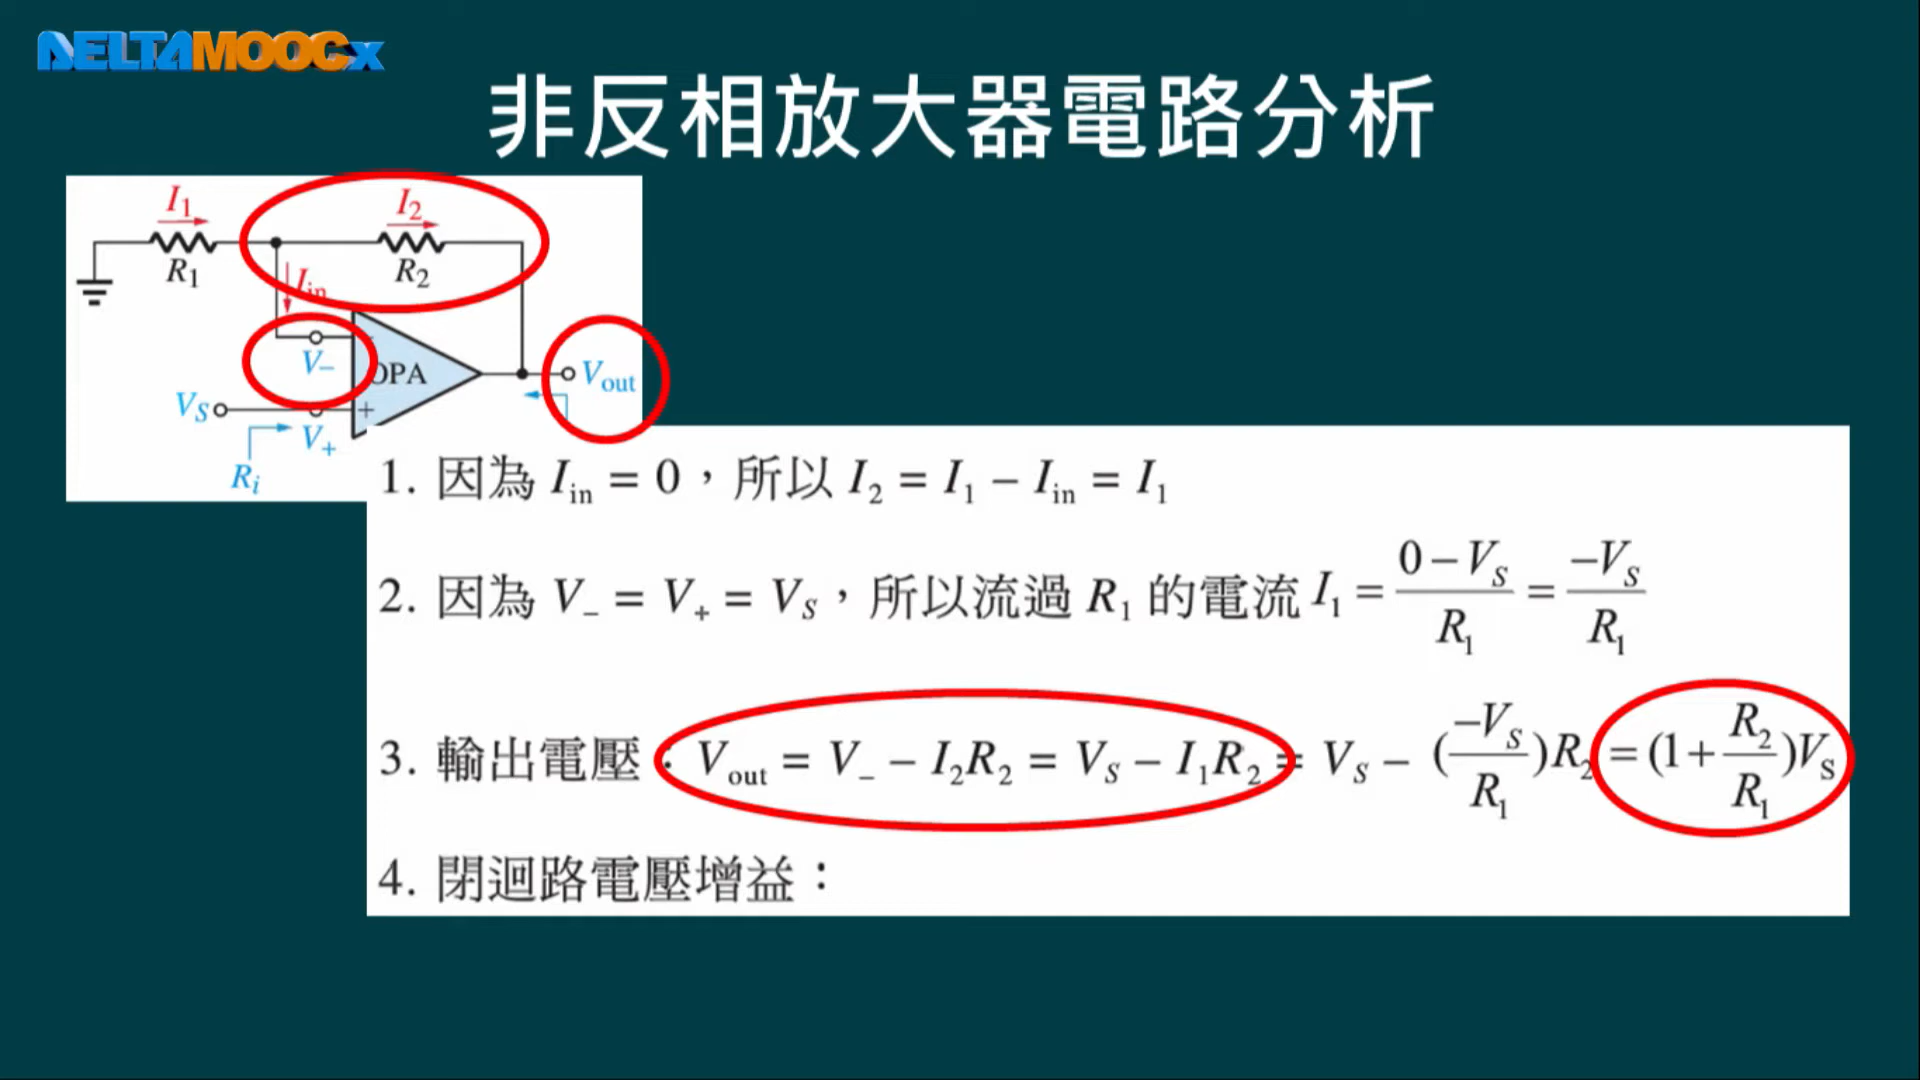 DELTAMOOCx
非反相放大器電路分析
I₁
I₂
R₁
R₂
Iin
V₋
OPA
Vout
VS
+
V₊
Ri
1. 因為 Iin = 0，所以 I₂ = I₁ − Iin = I₁
2. 因為 V₋ = V₊ = VS，所以流過 R₁ 的電流 I₁ = (0 − VS)/R₁ = −VS/R₁
3. 輸出電壓：Vout = V₋ − I₂R₂ = VS − I₁R₂ = VS − (−VS/R₁)R₂ = (1 + R₂/R₁)VS
4. 閉迴路電壓增益：